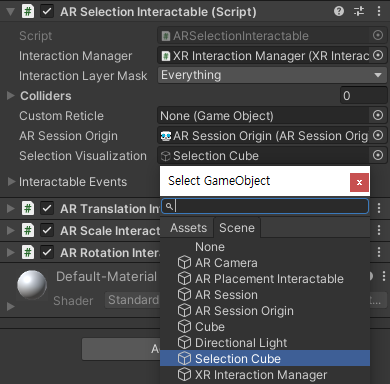 AR Selection Interactable (Script)
Script ARSelectionInteractable
Interaction Manager XR Interaction Manager (XR Interac
Interaction Layer Mask Everything
Colliders 0
Custom Reticle None (Game Object)
AR Session Origin AR Session Origin (AR Session Orig
Selection Visualization Selection Cube
Interactable Events
Select GameObject
x
Assets Scene
None
AR Camera
AR Placement Interactable
AR Session
AR Session Origin
Cube
Directional Light
Selection Cube
XR Interaction Manager
AR Translation In
AR Scale Interac
AR Rotation Inter
Default-Material
Shader Standard
A